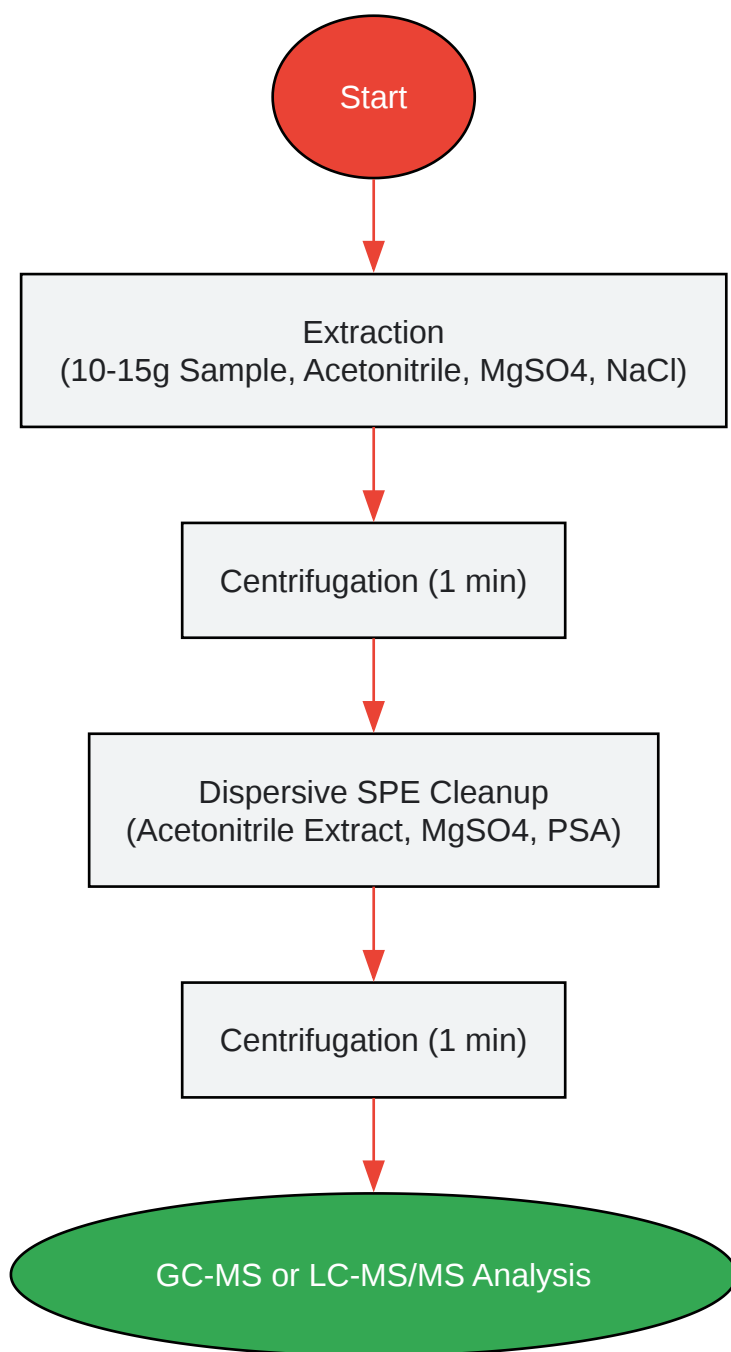 Start
Extraction
(10-15g Sample, Acetonitrile, MgSO4, NaCl)
Centrifugation (1 min)
Dispersive SPE Cleanup
(Acetonitrile Extract, MgSO4, PSA)
Centrifugation (1 min)
GC-MS or LC-MS/MS Analysis